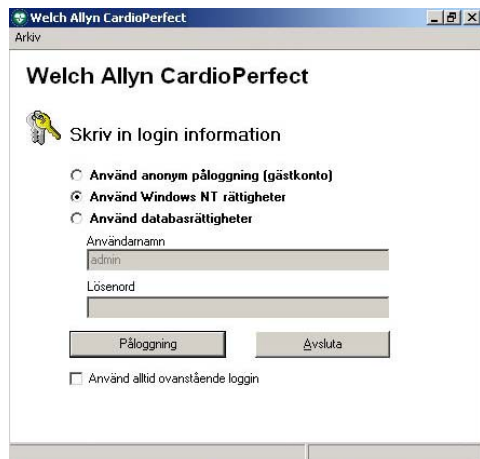 Welch Allyn CardioPerfect
Arkiv
Welch Allyn CardioPerfect
Skriv in login information
Använd anonym påloggning (gästkonto)
Använd Windows NT rättigheter
Använd databasrättigheter
Användarnamn
admin
Lösenord
Påloggning
Avsluta
Använd alltid ovanstående loggin